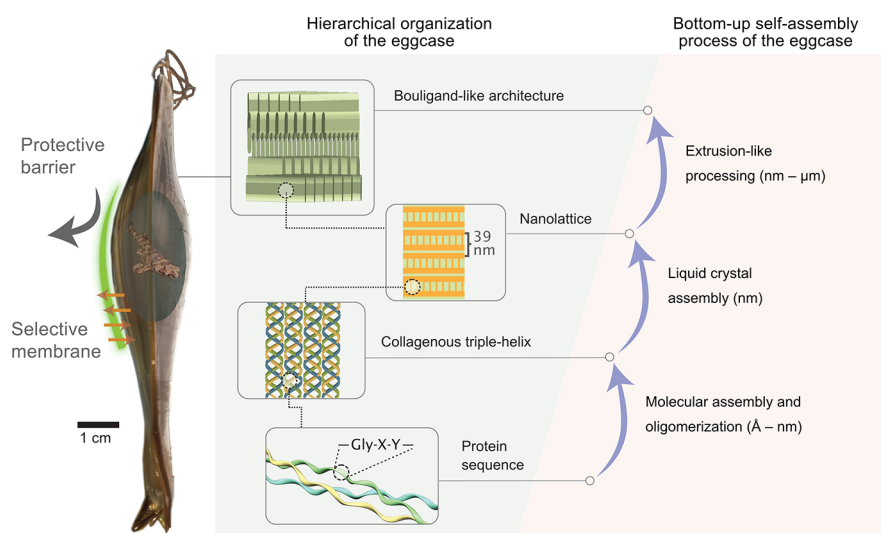 Hierarchical organization
of the eggcase
Bottom-up self-assembly
process of the eggcase
Protective
barrier
Selective
membrane
1 cm
Bouligand-like architecture
Nanolattice
39
nm
Collagenous triple-helix
Gly-X-Y
Protein
sequence
Extrusion-like
processing (nm – µm)
Liquid crystal
assembly (nm)
Molecular assembly and
oligomerization (Å – nm)